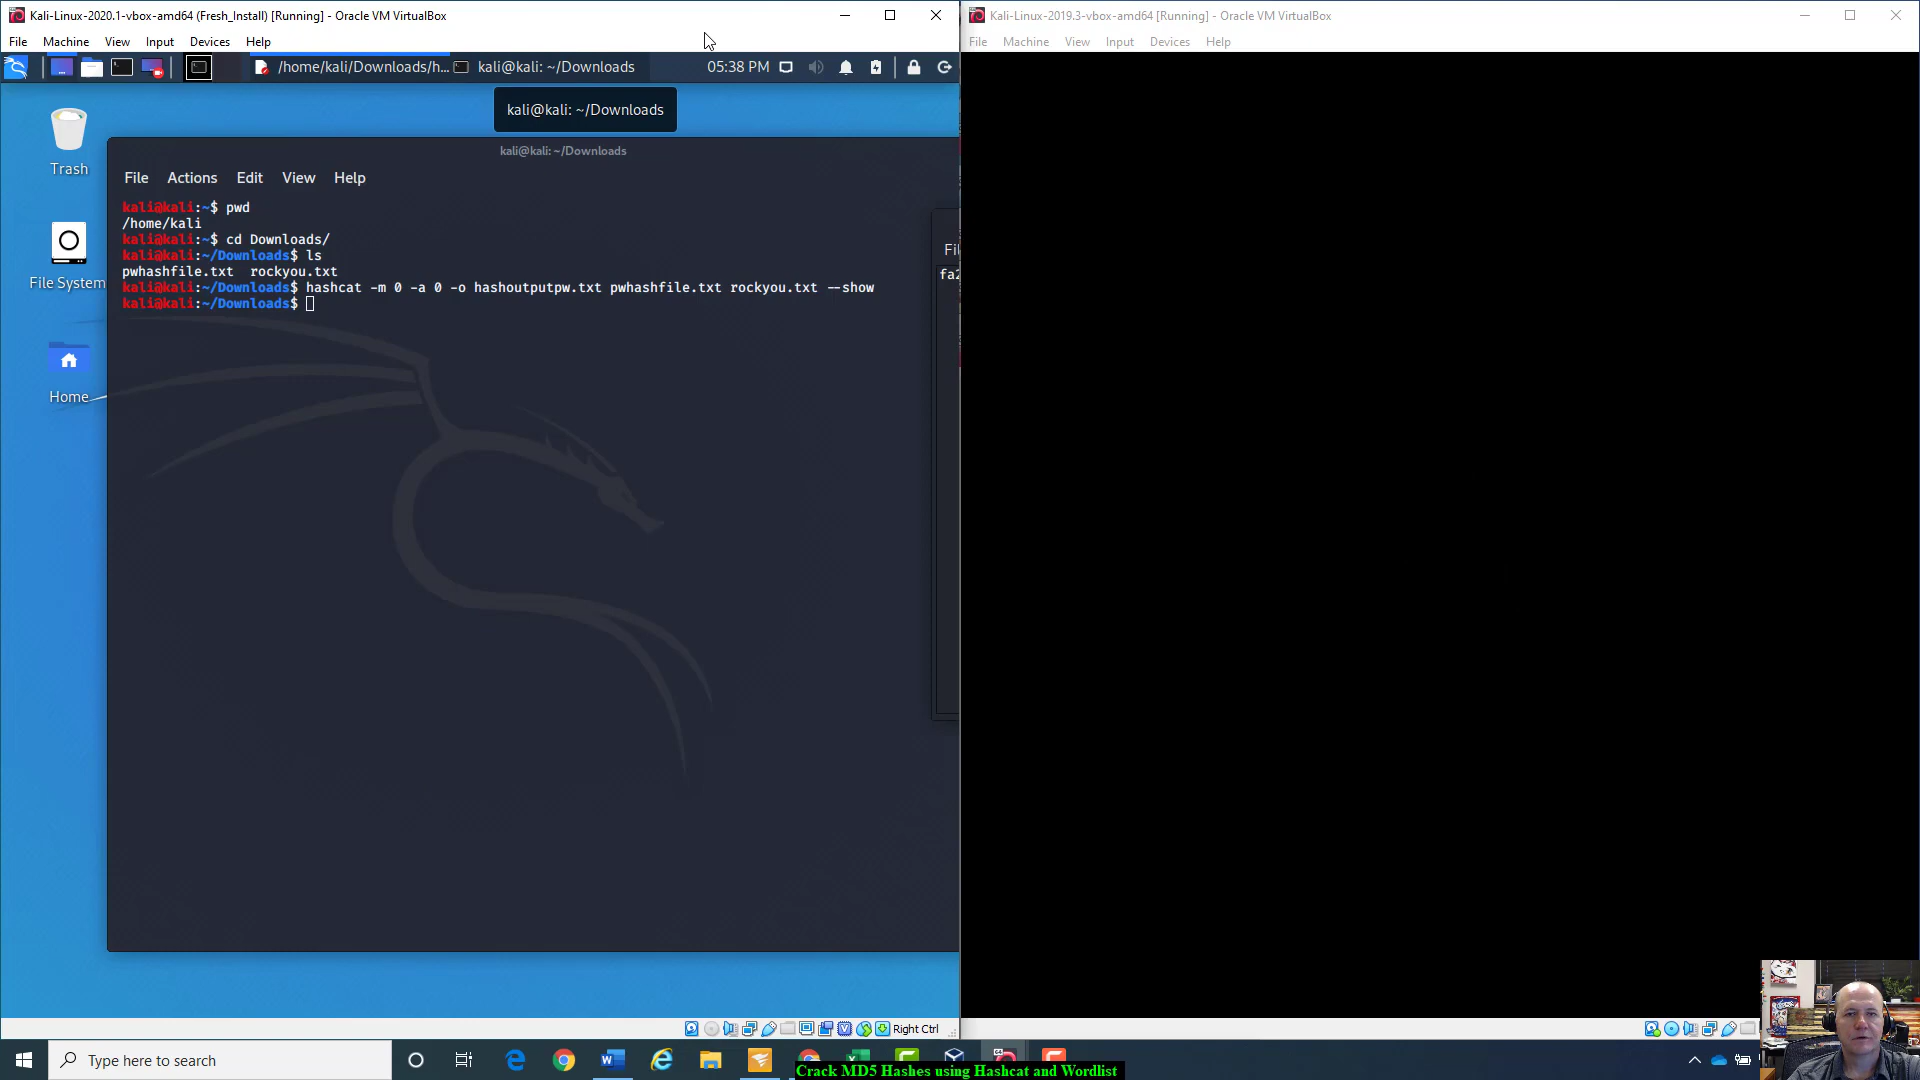 Kali-Linux-2020.1-vbox-amd64 (Fresh_Install) [Running] - Oracle VM VirtualBox
File Machine View Input Devices Help
/home/kali/Downloads/h... kali@kali: ~/Downloads 05:38 PM
kali@kali: ~/Downloads
Trash
File System
Home
kali@kali: ~/Downloads
File Actions Edit View Help
kali@kali:~$ pwd
/home/kali
kali@kali:~$ cd Downloads/
kali@kali:~/Downloads$ ls
pwhashfile.txt  rockyou.txt
kali@kali:~/Downloads$ hashcat -m 0 -a 0 -o hashoutputpw.txt pwhashfile.txt rockyou.txt --show
kali@kali:~/Downloads$
Fi
fa2
Right Ctrl
Kali-Linux-2019.3-vbox-amd64 [Running] - Oracle VM VirtualBox
File Machine View Input Devices Help
Type here to search
Crack MD5 Hashes using Hashcat and Wordlist